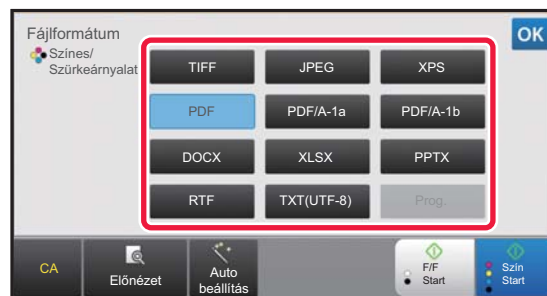 Fájlformátum
OK
Színes/
Szürkeárnyalat
TIFF
JPEG
XPS
PDF
PDF/A-1a
PDF/A-1b
DOCX
XLSX
PPTX
RTF
TXT(UTF-8)
Prog.
CA
Előnézet
Auto
beállítás
F/F
Start
Szín
Start